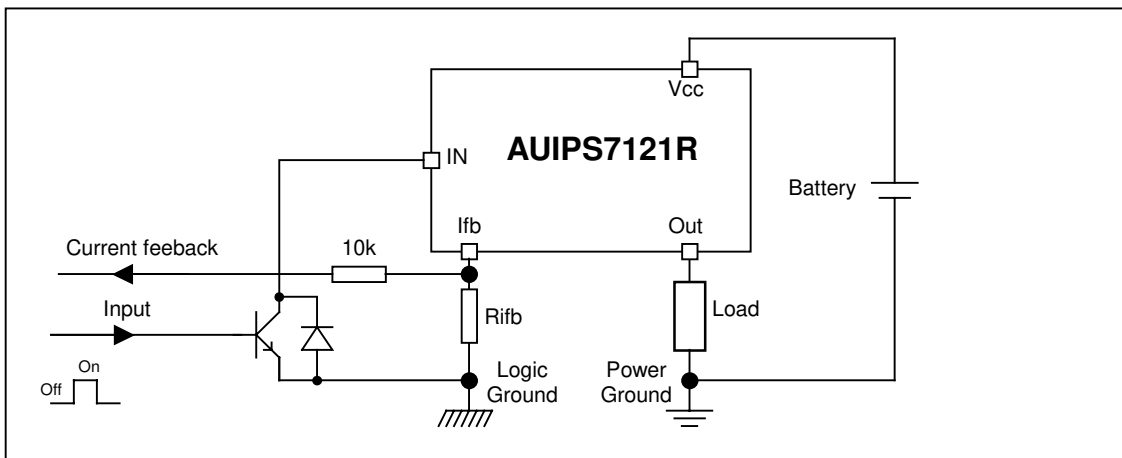 Vcc
AUIPS7121R
IN
Battery
Ifb
Out
Current feeback
10k
Input
Rifb
Load
On
Off
Logic
Ground
Power
Ground